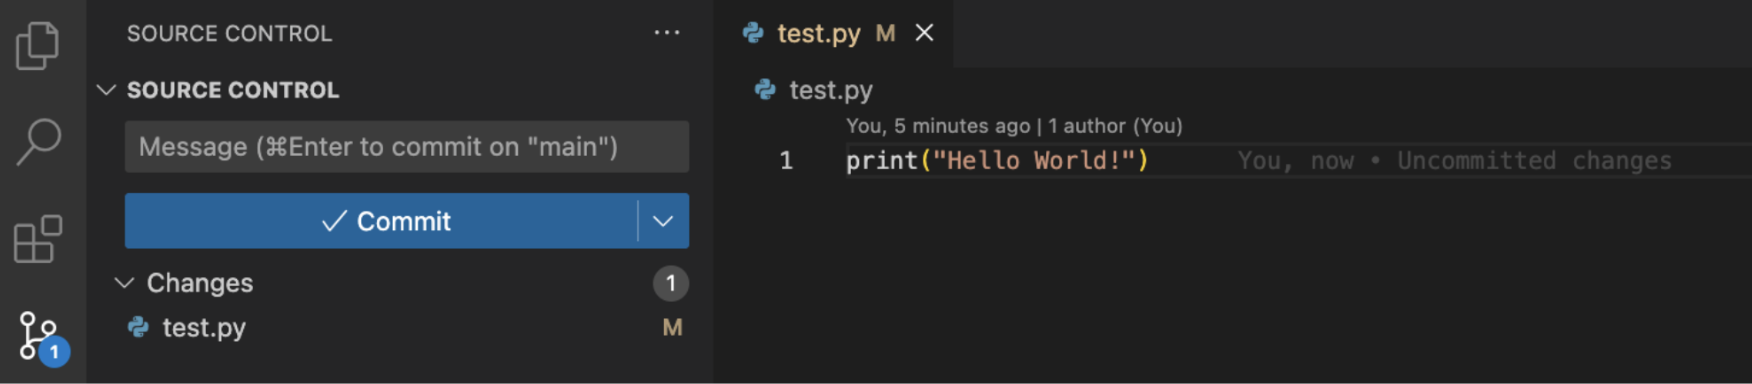 SOURCE CONTROL ...
SOURCE CONTROL
Message (⌘Enter to commit on "main")
Commit
Changes 1
test.py M
1
test.py M
test.py
You, 5 minutes ago | 1 author (You)
1 print("Hello World!") You, now • Uncommitted changes